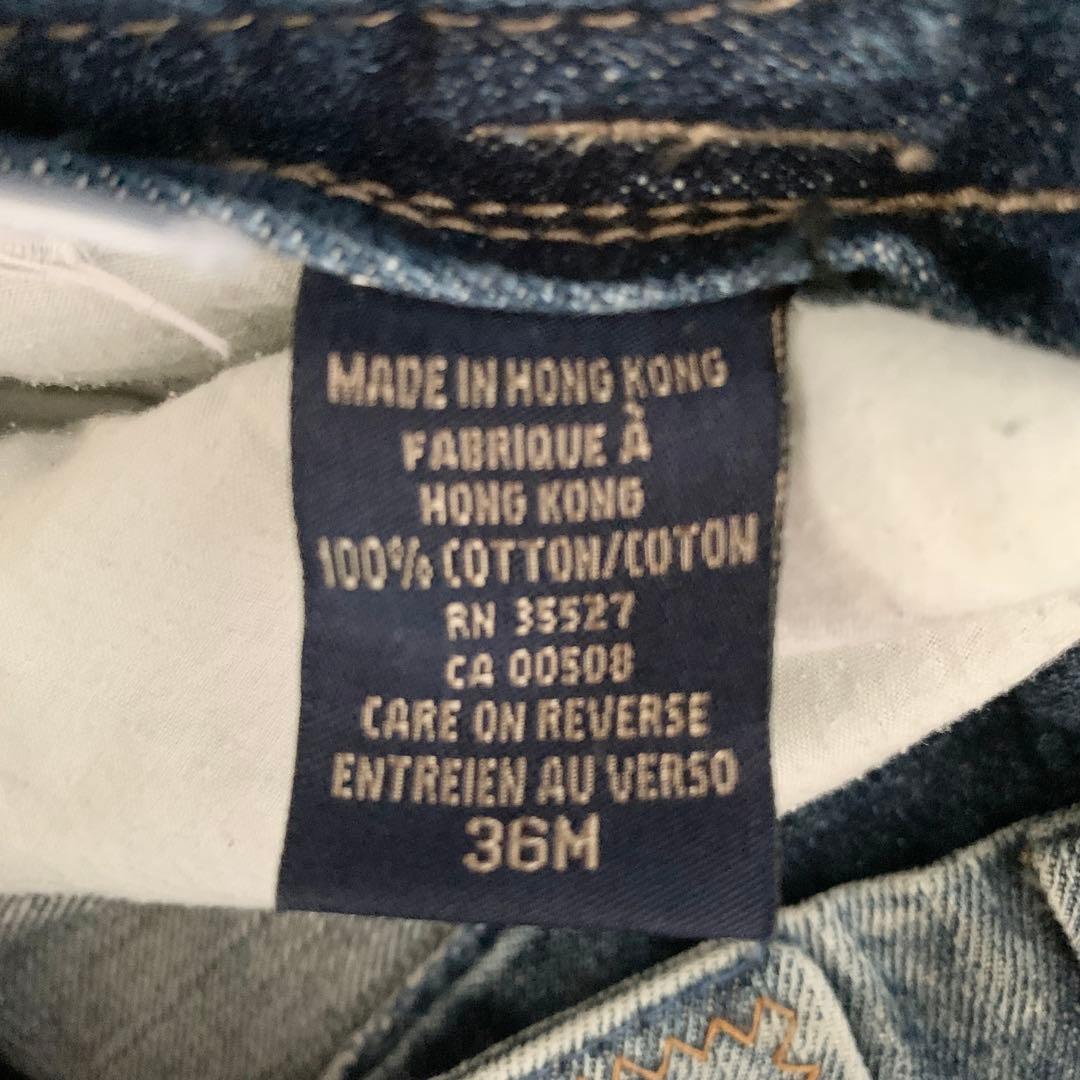 MADE IN HONG KONG
FABRIQUE À
HONG KONG
100% COTTON/COTON
RN 35527
CA 00508
CARE ON REVERSE
ENTREIEN AU VERSO
36M